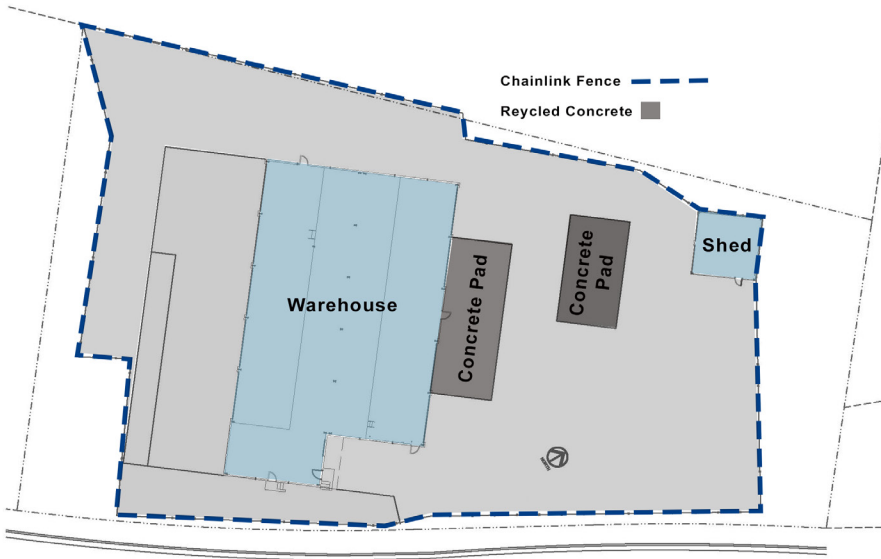 Chainlink Fence
Reycled Concrete
Shed
Concrete
Pad
Warehouse
Concrete Pad